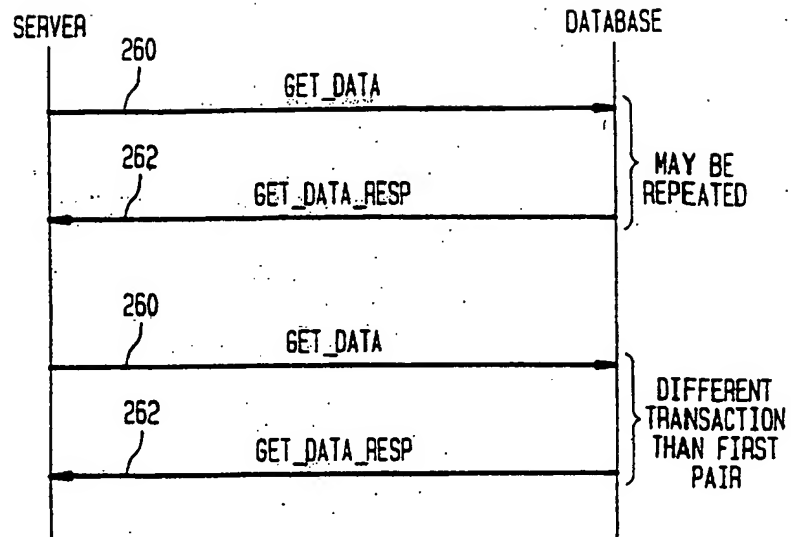 SERVER
DATABASE
260
GET_DATA
262
GET_DATA_RESP
MAY BE
REPEATED
260
GET_DATA
262
GET_DATA_RESP
DIFFERENT
TRANSACTION
THAN FIRST
PAIR